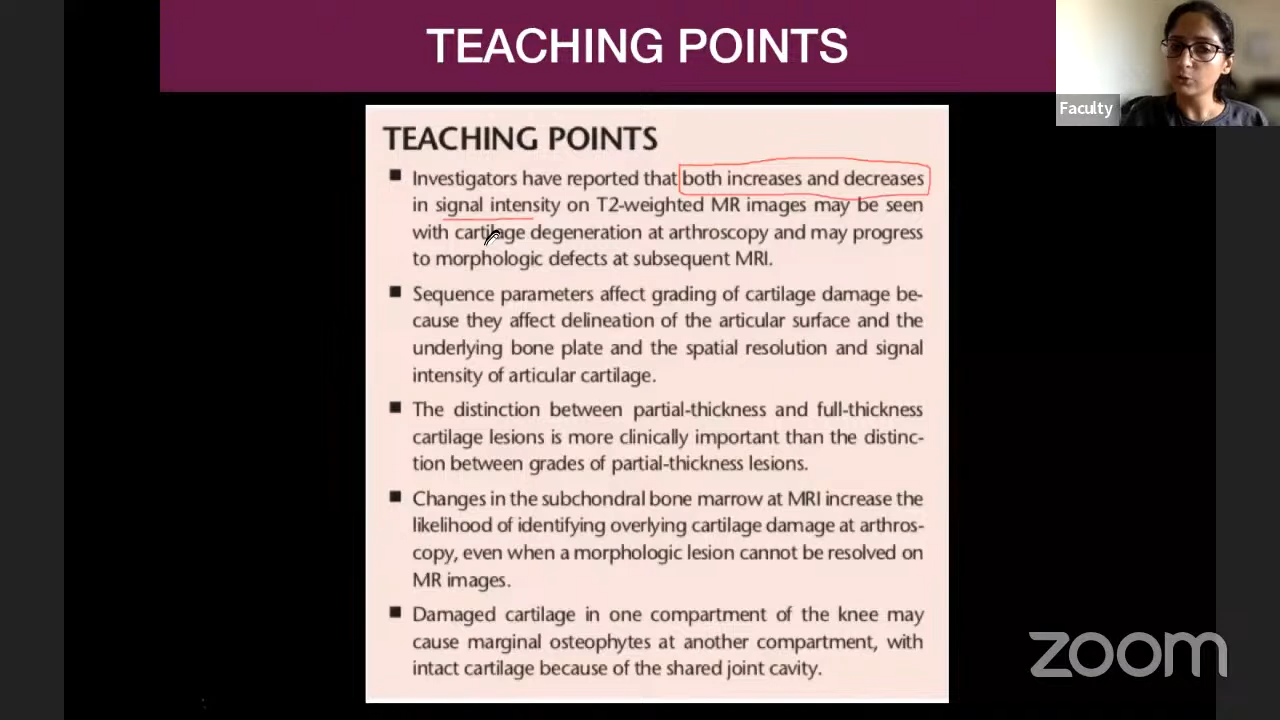 TEACHING POINTS
Faculty
TEACHING POINTS
■ Investigators have reported that both increases and decreases
in signal intensity on T2-weighted MR images may be seen
with cartilage degeneration at arthroscopy and may progress
to morphologic defects at subsequent MRI.
■ Sequence parameters affect grading of cartilage damage be-
cause they affect delineation of the articular surface and the
underlying bone plate and the spatial resolution and signal
intensity of articular cartilage.
■ The distinction between partial-thickness and full-thickness
cartilage lesions is more clinically important than the distinc-
tion between grades of partial-thickness lesions.
■ Changes in the subchondral bone marrow at MRI increase the
likelihood of identifying overlying cartilage damage at arthros-
copy, even when a morphologic lesion cannot be resolved on
MR images.
■ Damaged cartilage in one compartment of the knee may
cause marginal osteophytes at another compartment, with
intact cartilage because of the shared joint cavity.
zoom